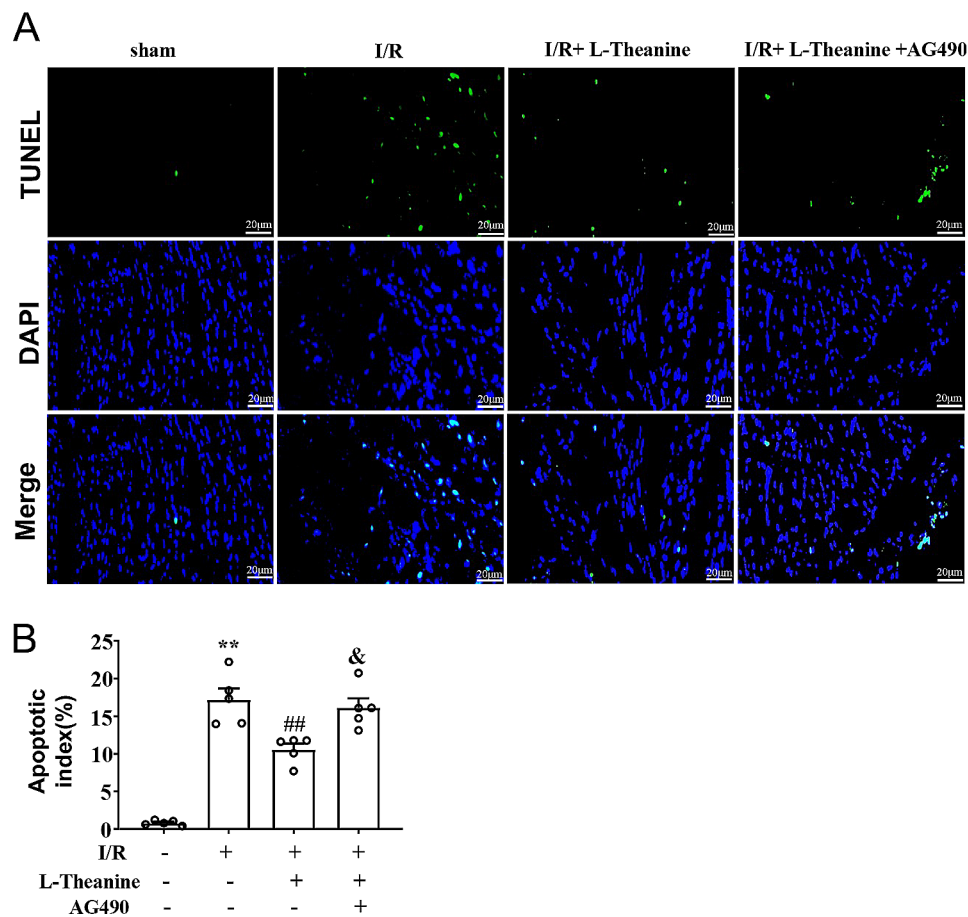 A
sham I/R I/R+ L-Theanine I/R+ L-Theanine +AG490
TUNEL
20μm 20μm 20μm 20μm
DAPI
20μm 20μm 20μm 20μm
Merge
20μm 20μm 20μm 20μm
B
Apoptotic
index(%)
25
20
15
10
5
0
** ## &
I/R - + + +
L-Theanine - - + +
AG490 - - - +